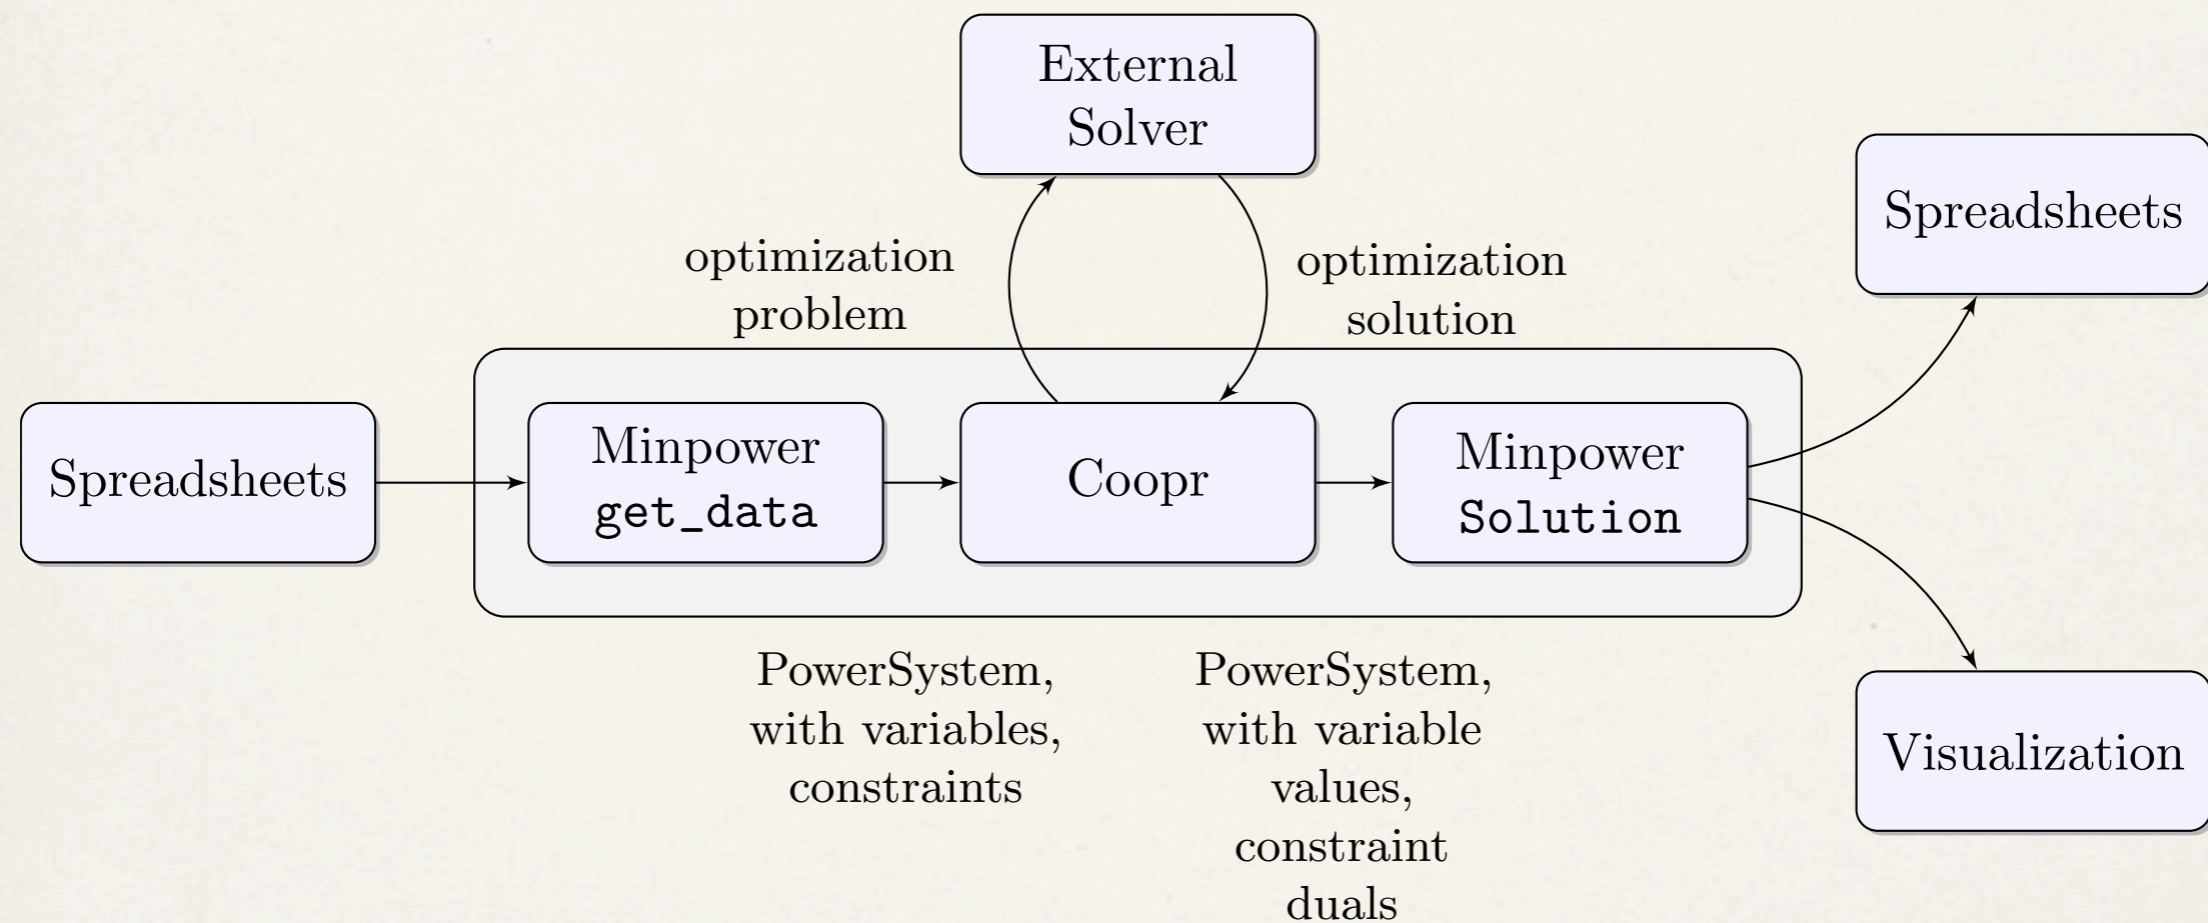 External
Solver
Spreadsheets
optimization
problem
optimization
solution
Spreadsheets
Minpower
get_data
Coopr
Minpower
Solution
PowerSystem,
with variables,
constraints
PowerSystem,
with variable
values,
constraint
duals
Visualization